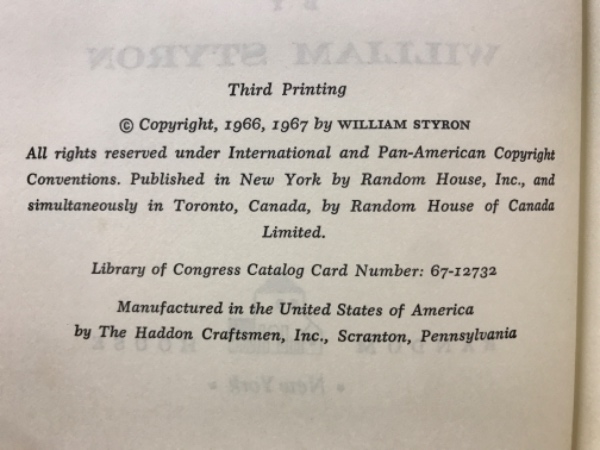 Third Printing
© Copyright, 1966, 1967 by WILLIAM STYRON
All rights reserved under International and Pan-American Copyright
Conventions. Published in New York by Random House, Inc., and
simultaneously in Toronto, Canada, by Random House of Canada
Limited.
Library of Congress Catalog Card Number: 67-12732
Manufactured in the United States of America
by The Haddon Craftsmen, Inc., Scranton, Pennsylvania